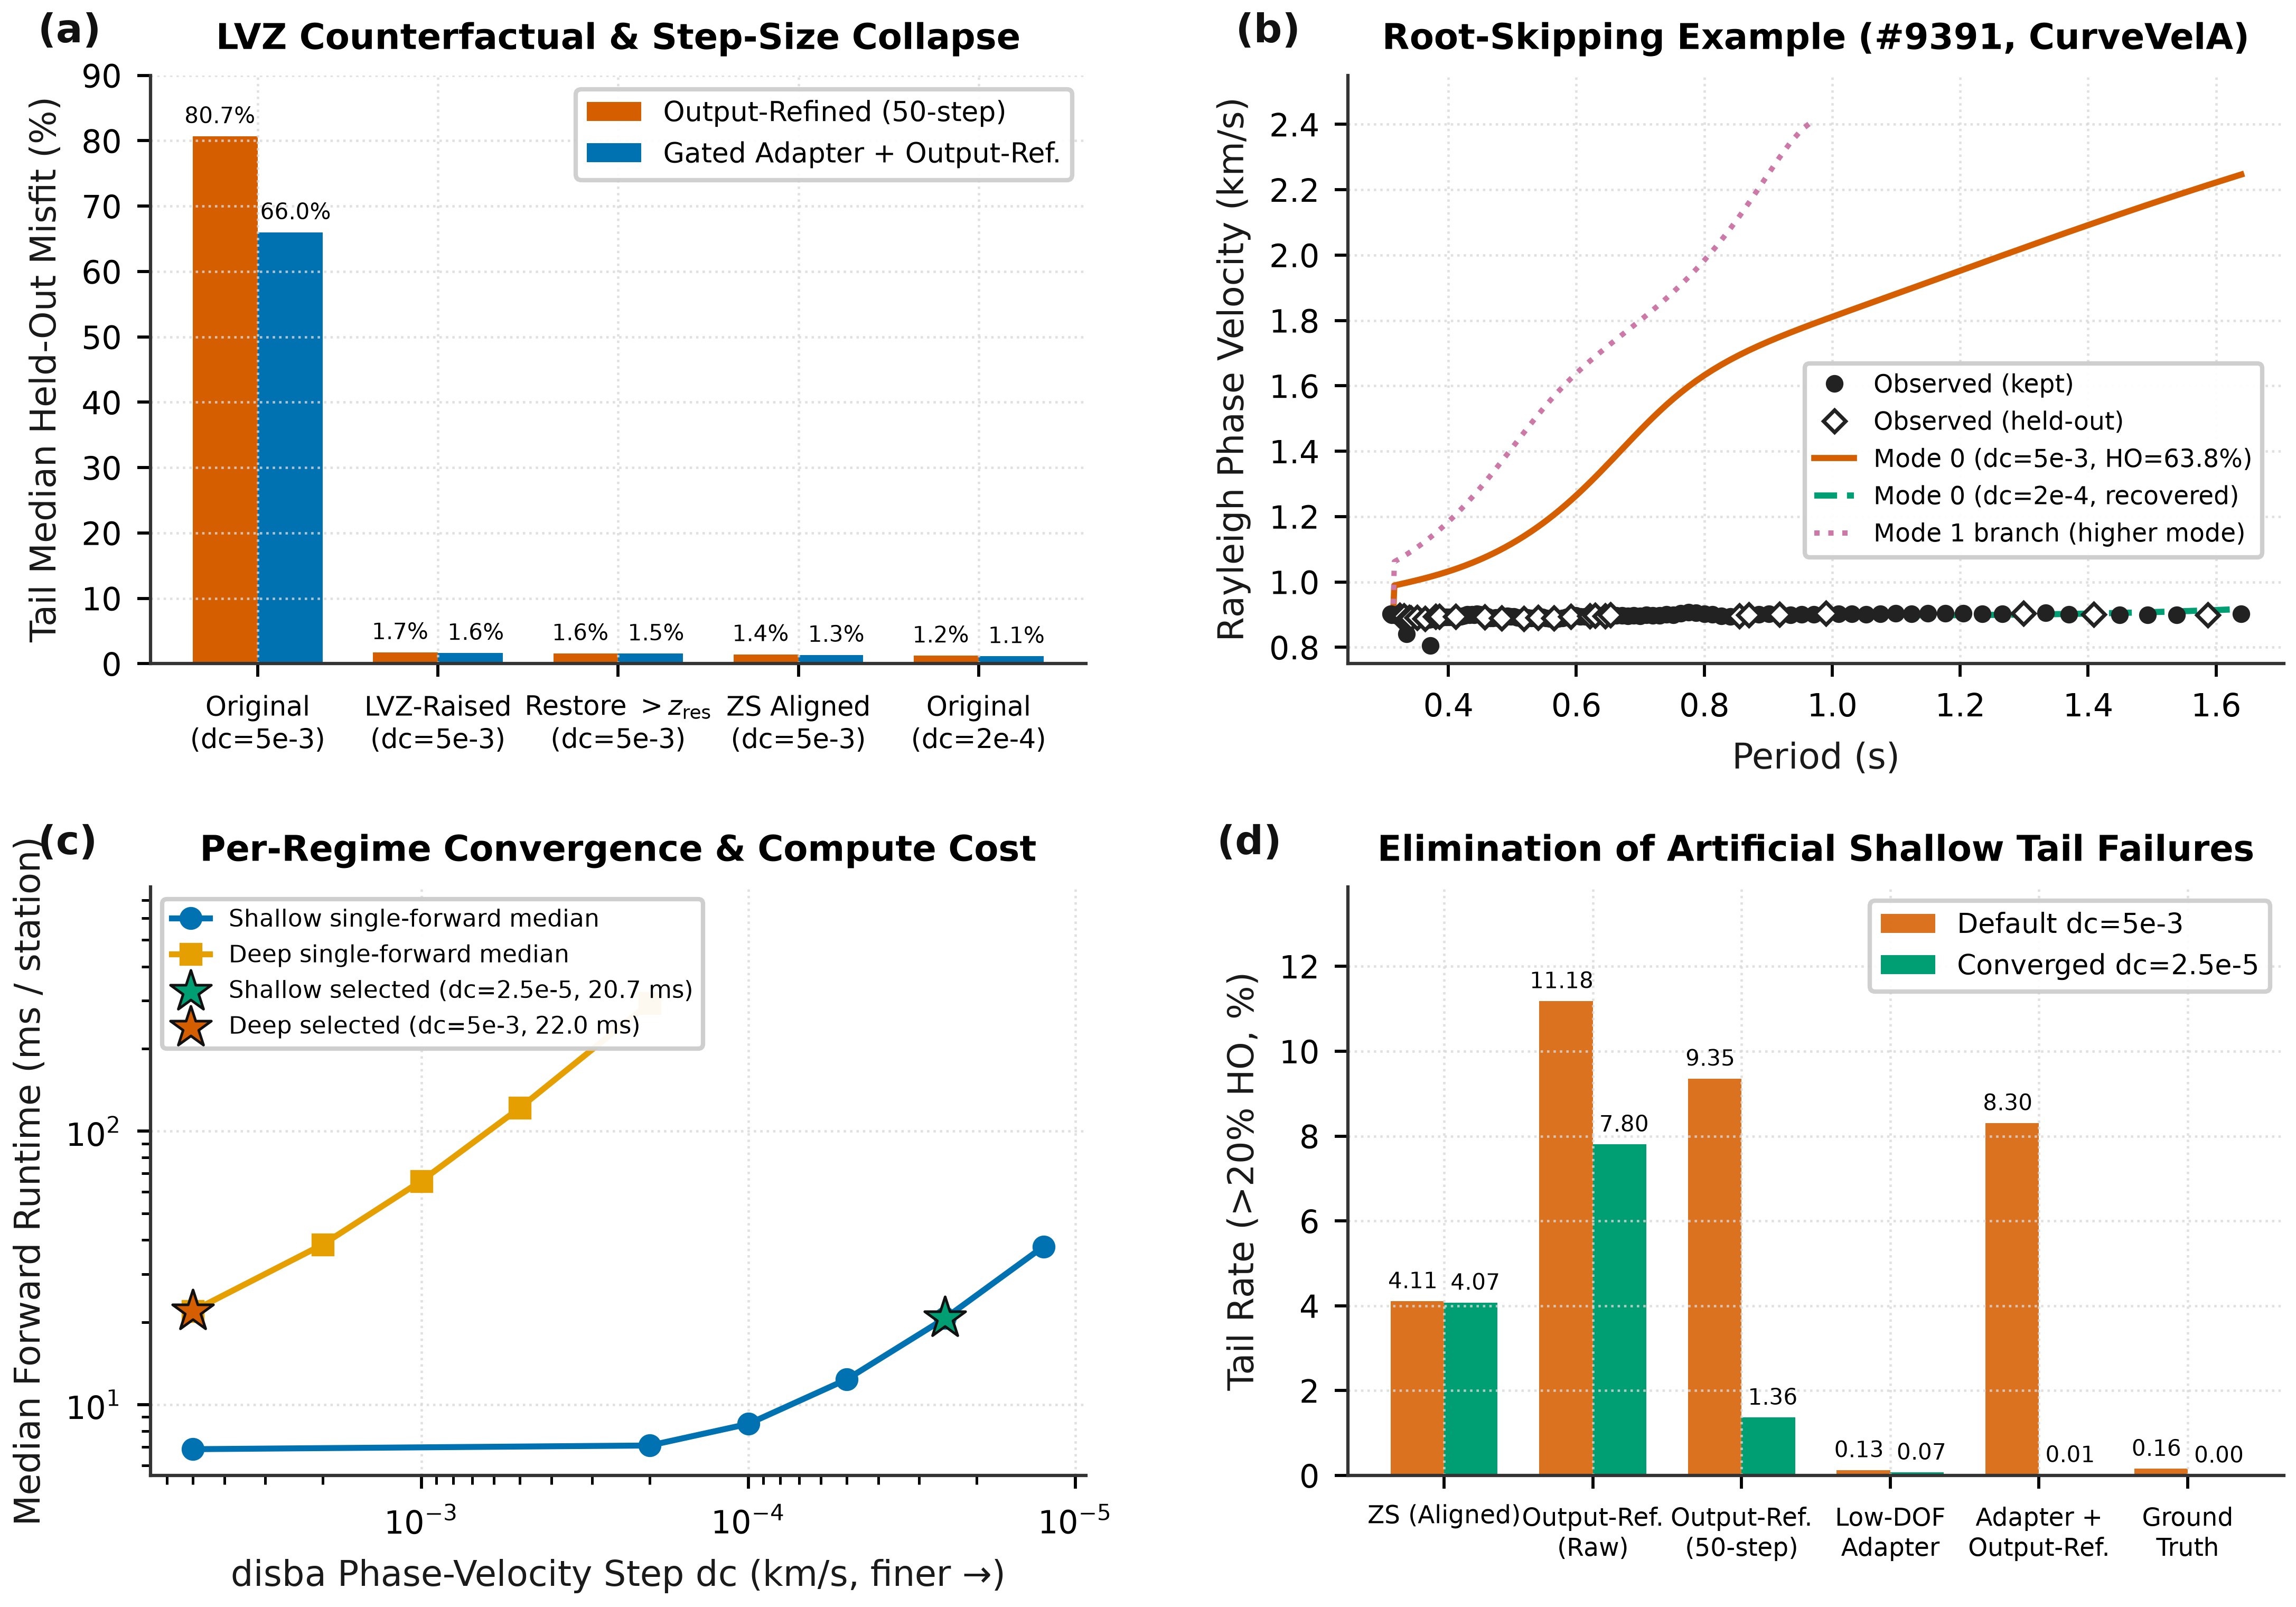 (a)
LVZ Counterfactual & Step-Size Collapse
Tail Median Held-Out Misfit (%)
90
80
70
60
50
40
30
20
10
0
80.7%
66.0%
1.7%
1.6%
1.6%
1.5%
1.4%
1.3%
1.2%
1.1%
Output-Refined (50-step)
Gated Adapter + Output-Ref.
Original
(dc=5e-3)
LVZ-Raised
(dc=5e-3)
Restore > z_res
(dc=5e-3)
ZS Aligned
(dc=5e-3)
Original
(dc=2e-4)
(b)
Root-Skipping Example (#9391, CurveVelA)
Rayleigh Phase Velocity (km/s)
2.4
2.2
2.0
1.8
1.6
1.4
1.2
1.0
0.8
Observed (kept)
Observed (held-out)
Mode 0 (dc=5e-3, HO=63.8%)
Mode 0 (dc=2e-4, recovered)
Mode 1 branch (higher mode)
0.4 0.6 0.8 1.0 1.2 1.4 1.6
Period (s)
(c)
Per-Regime Convergence & Compute Cost
Median Forward Runtime (ms / station)
Shallow single-forward median
Deep single-forward median
Shallow selected (dc=2.5e-5, 20.7 ms)
Deep selected (dc=5e-3, 22.0 ms)
10²
10¹
10⁻³ 10⁻⁴ 10⁻⁵
disba Phase-Velocity Step dc (km/s, finer →)
(d)
Elimination of Artificial Shallow Tail Failures
Tail Rate (>20% HO, %)
12
10
8
6
4
2
0
Default dc=5e-3
Converged dc=2.5e-5
4.11
4.07
11.18
7.80
9.35
1.36
0.13
0.07
8.30
0.01
0.16
0.00
ZS (Aligned)
Output-Ref.
(Raw)
Output-Ref.
(50-step)
Low-DOF
Adapter
Adapter +
Output-Ref.
Ground
Truth